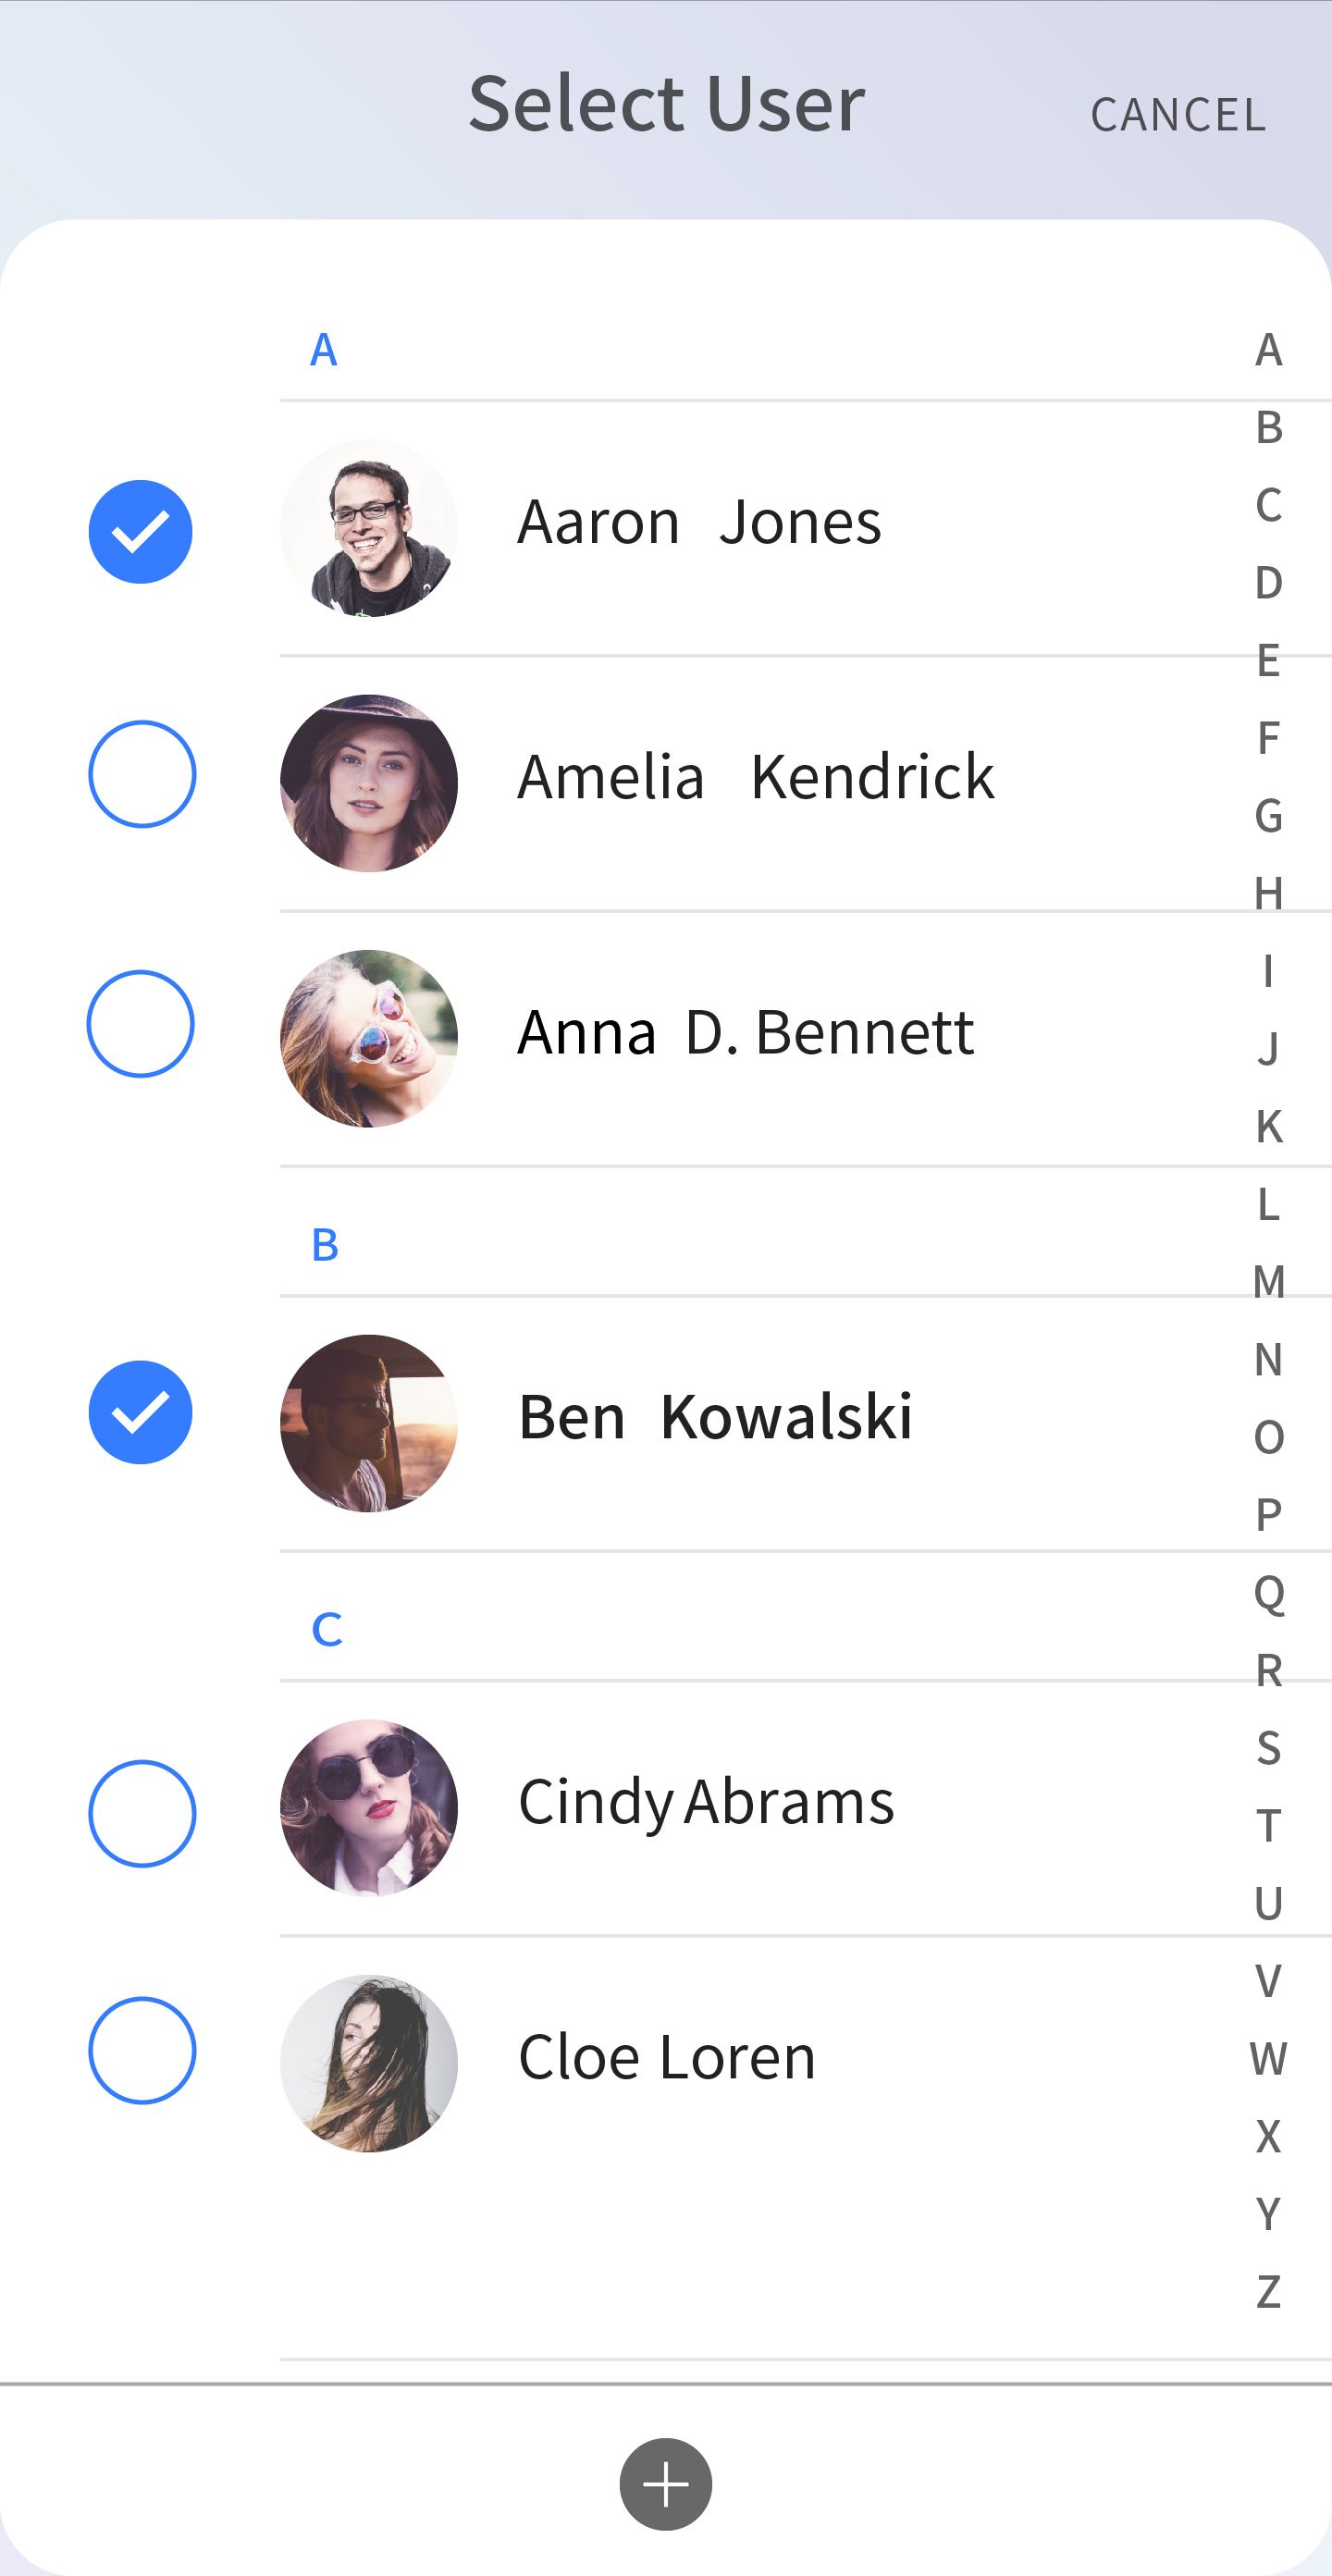 Select User
CANCEL
A
Aaron Jones
Amelia Kendrick
Anna D. Bennett
B
Ben Kowalski
C
Cindy Abrams
Cloe Loren
A
B
C
D
E
F
G
H
I
J
K
L
M
N
O
P
Q
R
S
T
U
V
W
X
Y
Z